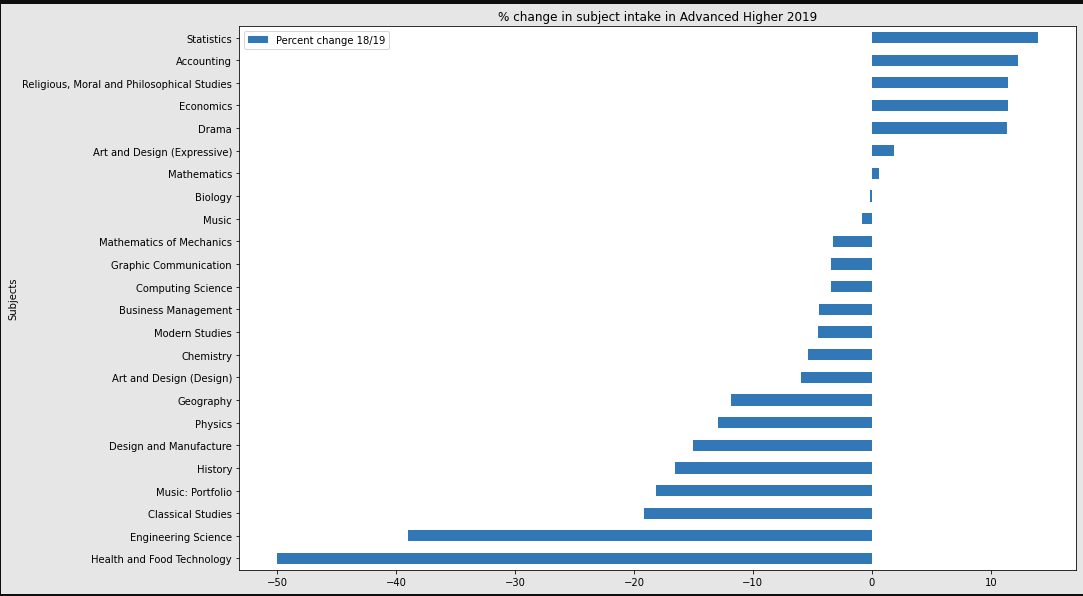 % change in subject intake in Advanced Higher 2019
Percent change 18/19
Subjects
Statistics
Accounting
Religious, Moral and Philosophical Studies
Economics
Drama
Art and Design (Expressive)
Mathematics
Biology
Music
Mathematics of Mechanics
Graphic Communication
Computing Science
Business Management
Modern Studies
Chemistry
Art and Design (Design)
Geography
Physics
Design and Manufacture
History
Music: Portfolio
Classical Studies
Engineering Science
Health and Food Technology
−50 −40 −30 −20 −10 0 10